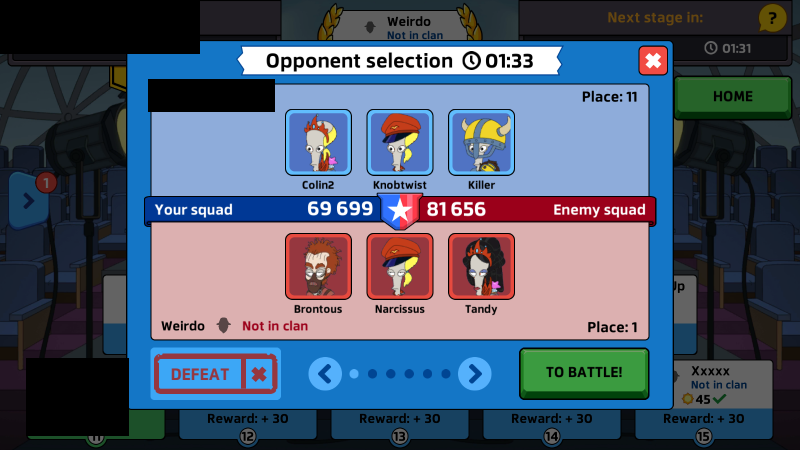 Weirdo
Not in clan
Next stage in:
?
01:31
Opponent selection 01:33
Place: 11
HOME
Colin2 Knobtwist Killer
1
Your squad 69 699 81 656 Enemy squad
Brontous Narcissus Tandy
Weirdo Not in clan Place: 1
DEFEAT
TO BATTLE!
Xxxxx
Not in clan
45
Reward: + 30 Reward: + 30 Reward: + 30 Reward: + 30
11 12 13 14 15